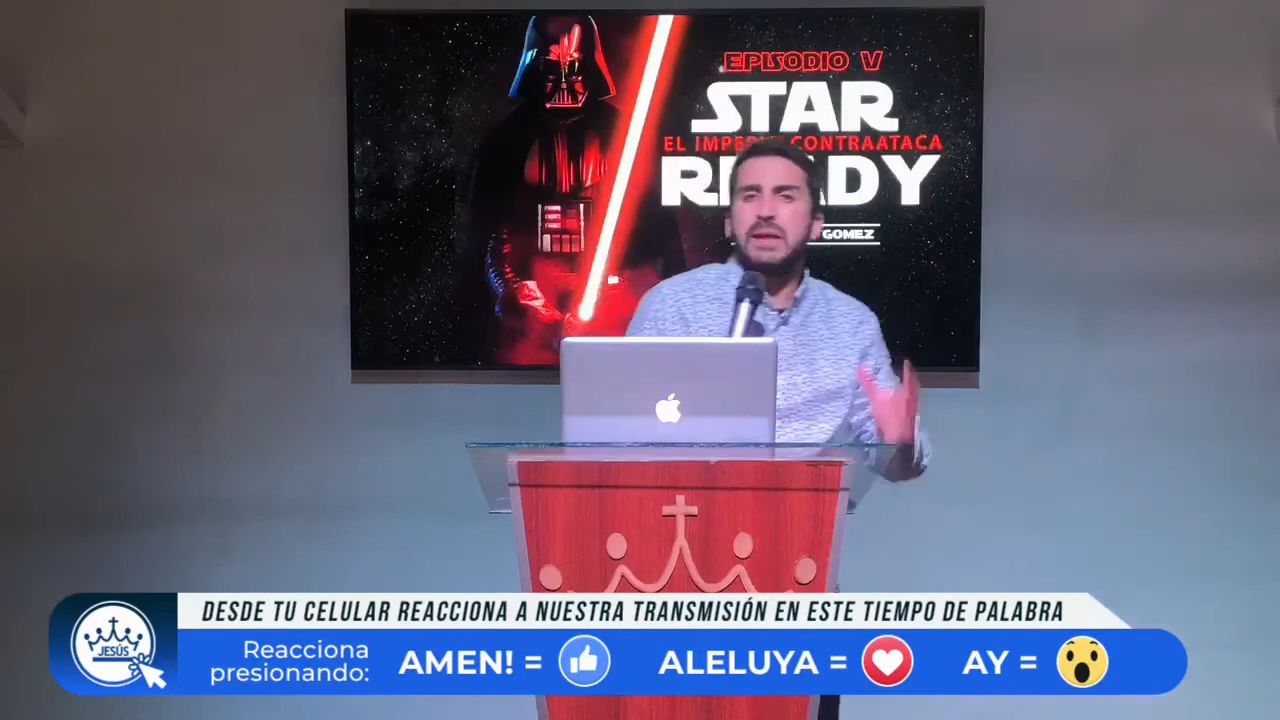 EPISODIO V
STAR
EL IMPERIO CONTRAATACA
READY
GOMEZ
DESDE TU CELULAR REACCIONA A NUESTRA TRANSMISIÓN EN ESTE TIEMPO DE PALABRA
JESÚS
Reacciona
presionando:
AMEN! =
ALELUYA =
AY =